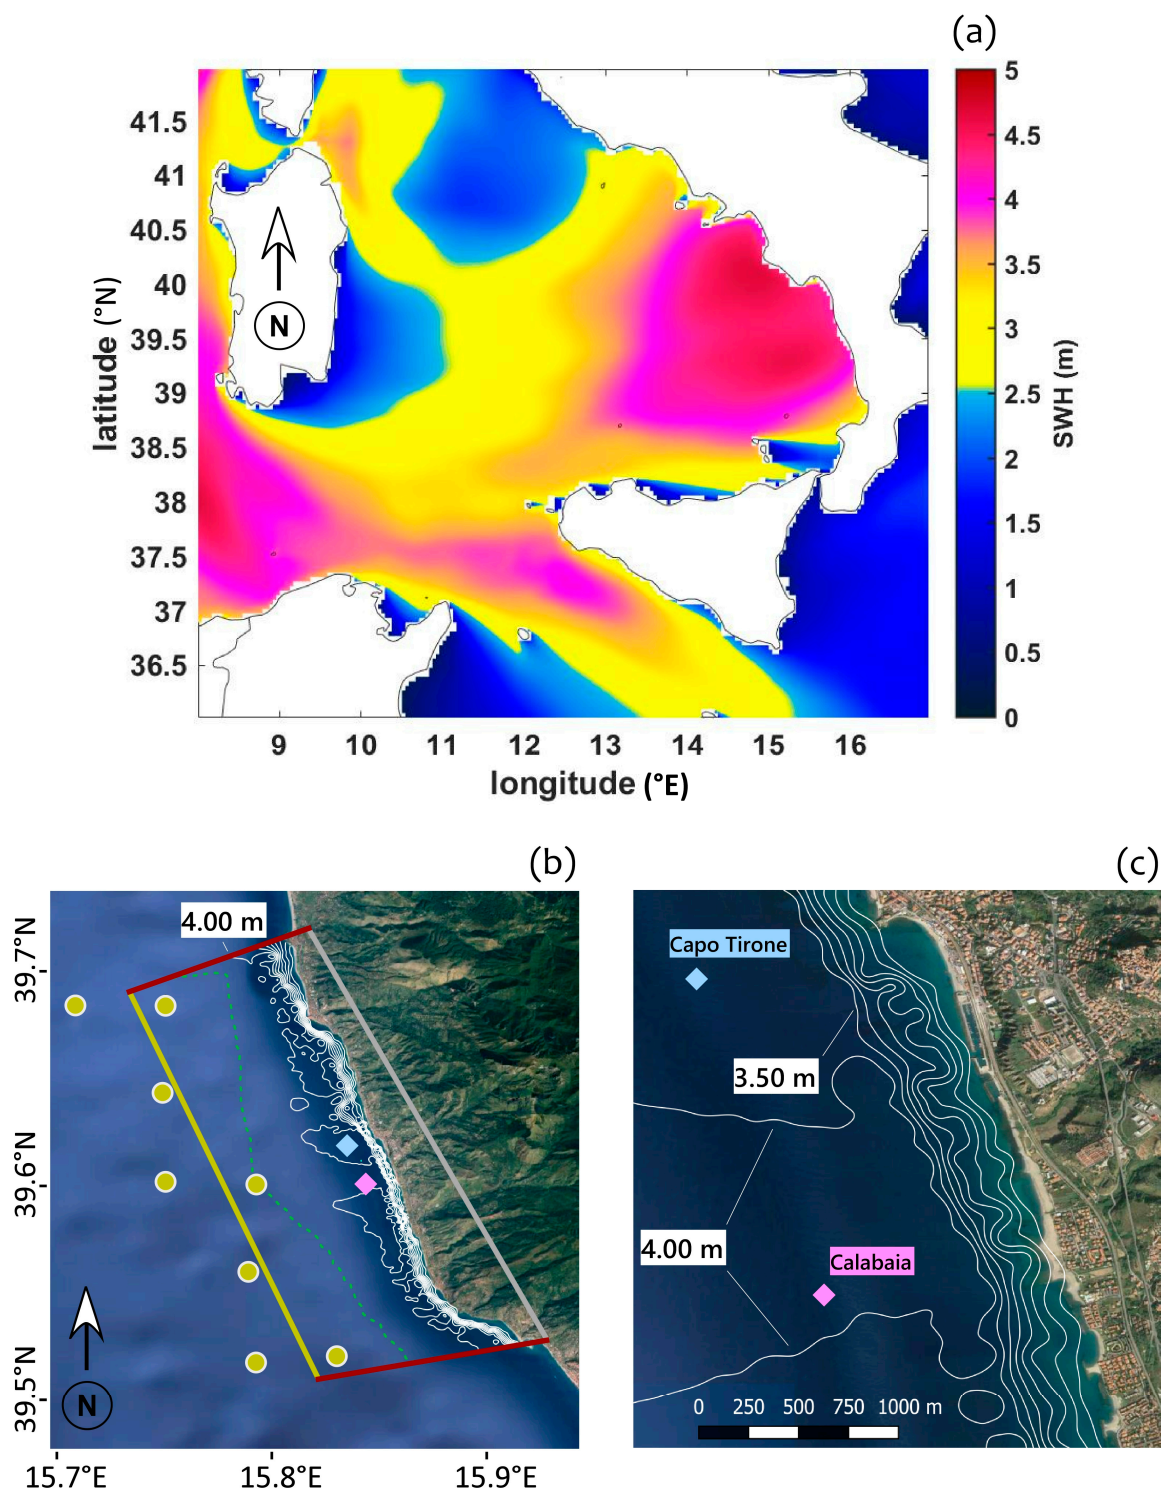 (a)
41.5
41
40.5
40
39.5
39
38.5
38
37.5
37
36.5
latitude (°N)
N
9 10 11 12 13 14 15 16
longitude (°E)
5
4.5
4
3.5
3
2.5
2
1.5
1
0.5
0
SWH (m)
(b)
4.00 m
39.7°N
39.6°N
39.5°N
N
15.7°E 15.8°E 15.9°E
(c)
Capo Tirone
3.50 m
4.00 m
Calabaia
0 250 500 750 1000 m